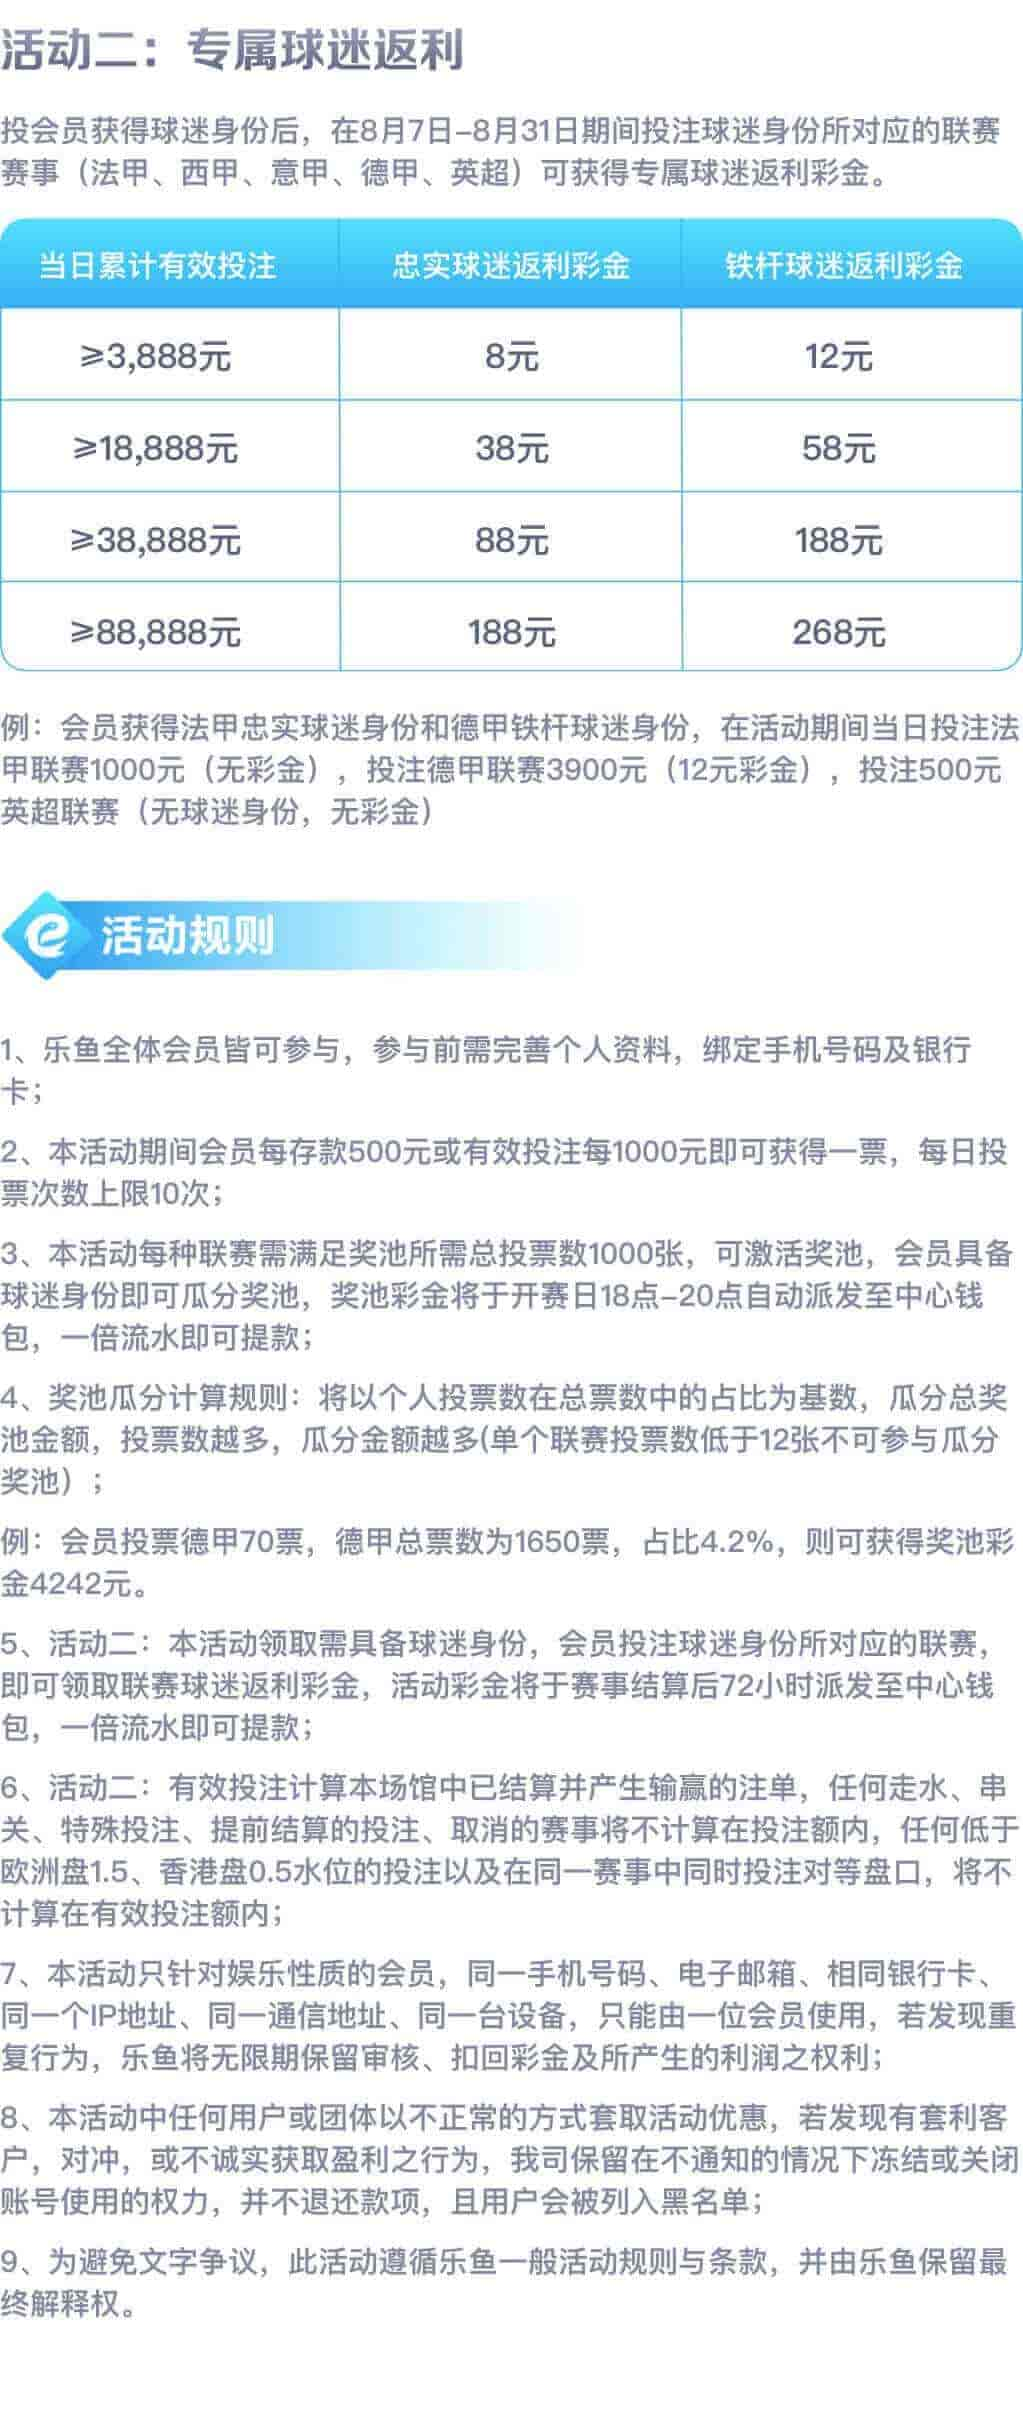 活动二：专属球迷返利
投会员获得球迷身份后，在8月7日-8月31日期间投注球迷身份所对应的联赛
赛事（法甲、西甲、意甲、德甲、英超）可获得专属球迷返利彩金。
当日累计有效投注 忠实球迷返利彩金 铁杆球迷返利彩金
≥3,888元 8元 12元
≥18,888元 38元 58元
≥38,888元 88元 188元
≥88,888元 188元 268元
例：会员获得法甲忠实球迷身份和德甲铁杆球迷身份，在活动期间当日投注法
甲联赛1000元（无彩金），投注德甲联赛3900元（12元彩金），投注500元
英超联赛（无球迷身份，无彩金）
活动规则
1、乐鱼全体会员皆可参与，参与前需完善个人资料，绑定手机号码及银行
卡；
2、本活动期间会员每存款500元或有效投注每1000元即可获得一票，每日投
票次数上限10次；
3、本活动每种联赛需满足奖池所需总投票数1000张，可激活奖池，会员具备
球迷身份即可瓜分奖池，奖池彩金将于开赛日18点-20点自动派发至中心钱
包，一倍流水即可提款；
4、奖池瓜分计算规则：将以个人投票数在总票数中的占比为基数，瓜分总奖
池金额，投票数越多，瓜分金额越多(单个联赛投票数低于12张不可参与瓜分
奖池）；
例：会员投票德甲70票，德甲总票数为1650票，占比4.2%，则可获得奖池彩
金4242元。
5、活动二：本活动领取需具备球迷身份，会员投注球迷身份所对应的联赛，
即可领取联赛球迷返利彩金，活动彩金将于赛事结算后72小时派发至中心钱
包，一倍流水即可提款；
6、活动二：有效投注计算本场馆中已结算并产生输赢的注单，任何走水、串
关、特殊投注、提前结算的投注、取消的赛事将不计算在投注额内，任何低于
欧洲盘1.5、香港盘0.5水位的投注以及在同一赛事中同时投注对等盘口，将不
计算在有效投注额内；
7、本活动只针对娱乐性质的会员，同一手机号码、电子邮箱、相同银行卡、
同一个IP地址、同一通信地址、同一台设备，只能由一位会员使用，若发现重
复行为，乐鱼将无限期保留审核、扣回彩金及所产生的利润之权利；
8、本活动中任何用户或团体以不正常的方式套取活动优惠，若发现有套利客
户，对冲，或不诚实获取盈利之行为，我司保留在不通知的情况下冻结或关闭
账号使用的权力，并不退还款项，且用户会被列入黑名单；
9、为避免文字争议，此活动遵循乐鱼一般活动规则与条款，并由乐鱼保留最
终解释权。